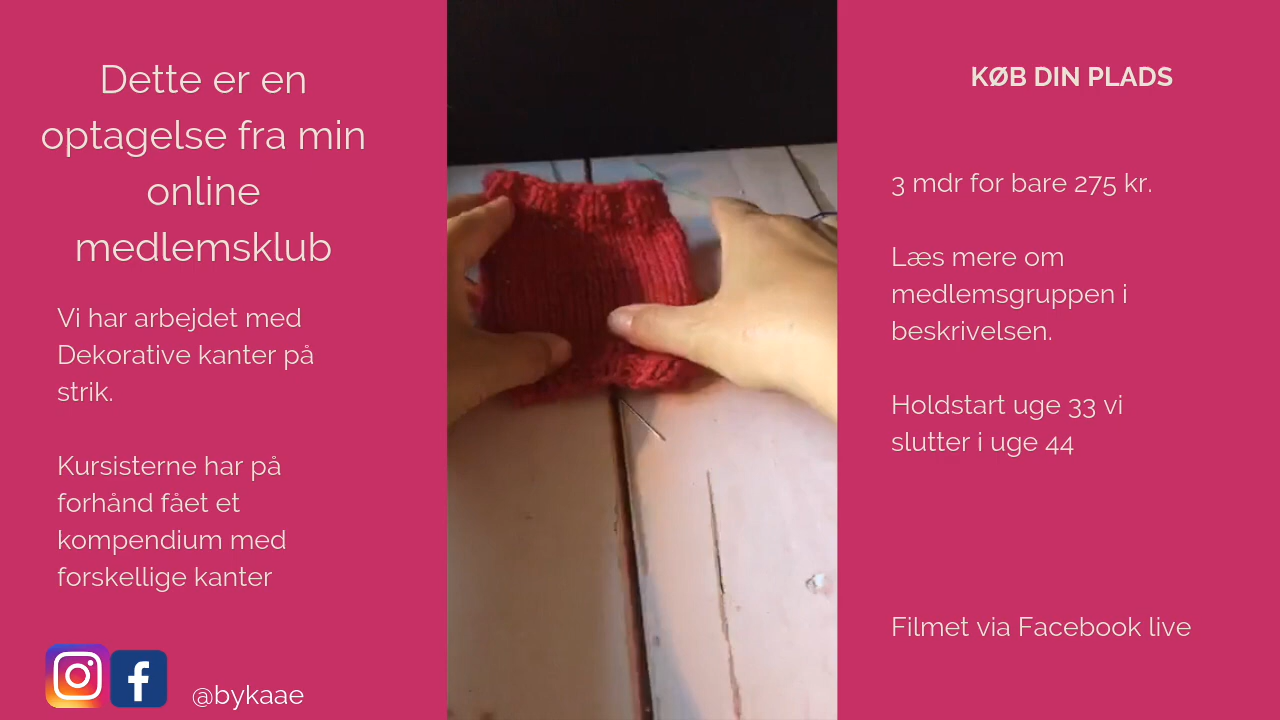 Dette er en
optagelse fra min
online
medlemsklub
Vi har arbejdet med
Dekorative kanter på
strik.
Kursisterne har på
forhånd fået et
kompendium med
forskellige kanter
@bykaae
KØB DIN PLADS
3 mdr for bare 275 kr.
Læs mere om
medlemsgruppen i
beskrivelsen.
Holdstart uge 33 vi
slutter i uge 44
Filmet via Facebook live